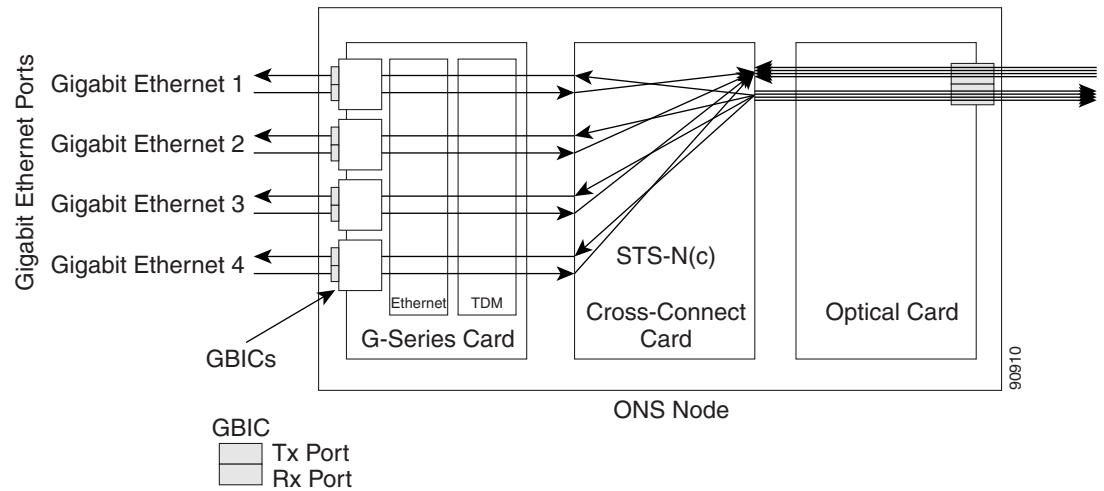 Gigabit Ethernet Ports
Gigabit Ethernet 1
Gigabit Ethernet 2
Gigabit Ethernet 3
Gigabit Ethernet 4
GBICs
Ethernet
TDM
G-Series Card
STS-N(c)
Cross-Connect
Card
Optical Card
90910
ONS Node
GBIC
Tx Port
Rx Port